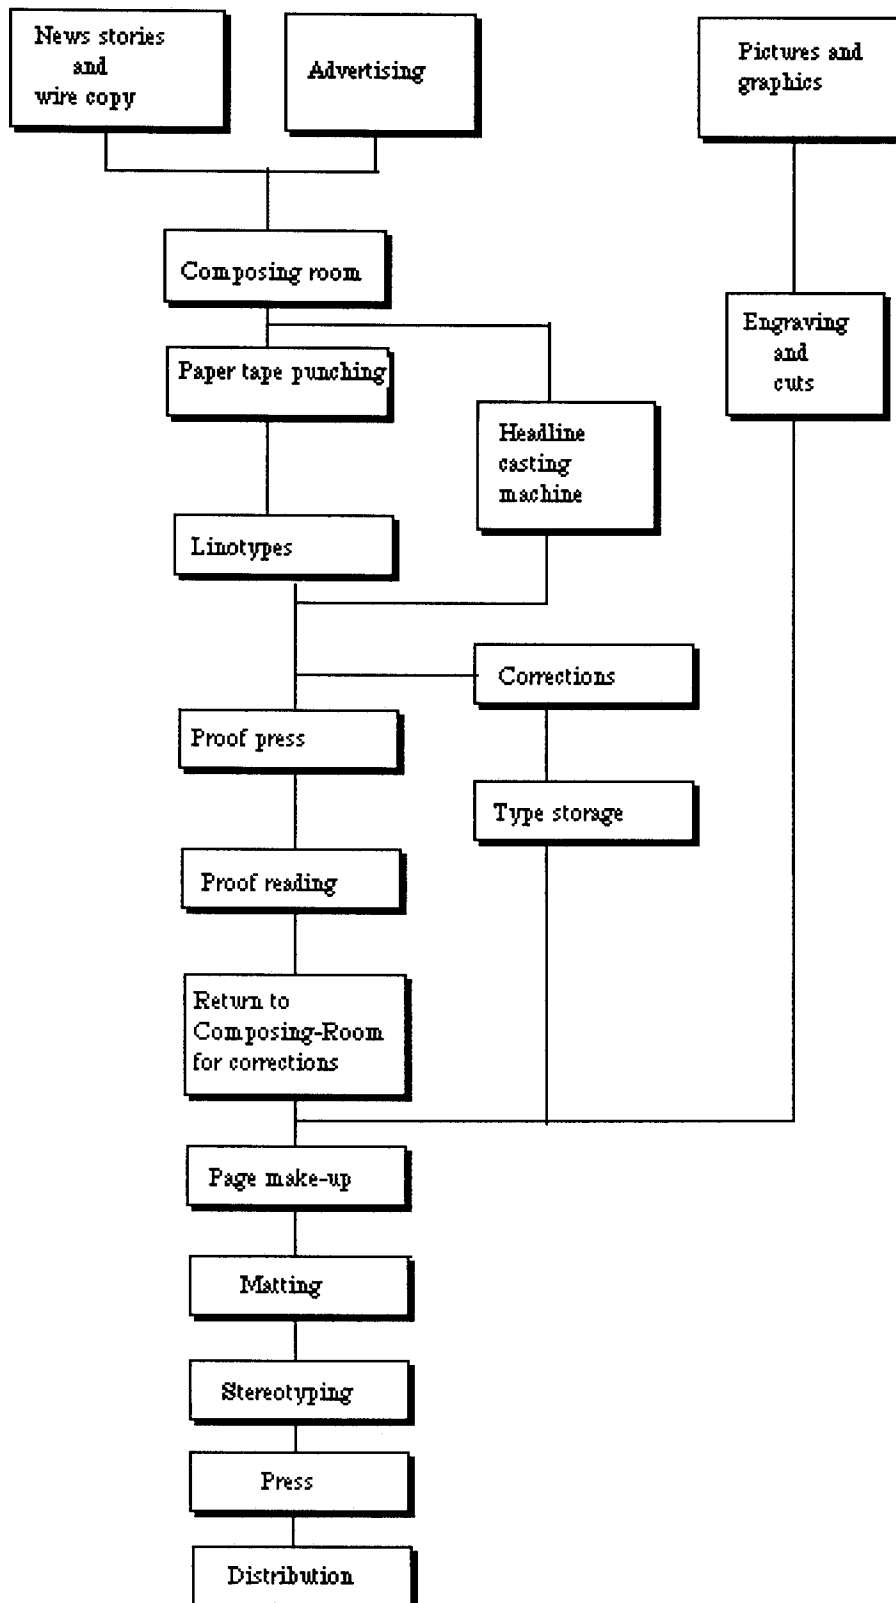 News stories
and
wire copy
Advertising
Pictures and
graphics
Composing room
Engraving
and
cuts
Paper tape punching
Headline
casting
machine
Linotypes
Corrections
Proof press
Type storage
Proof reading
Return to
Composing-Room
for corrections
Page make-up
Matting
Stereotyping
Press
Distribution